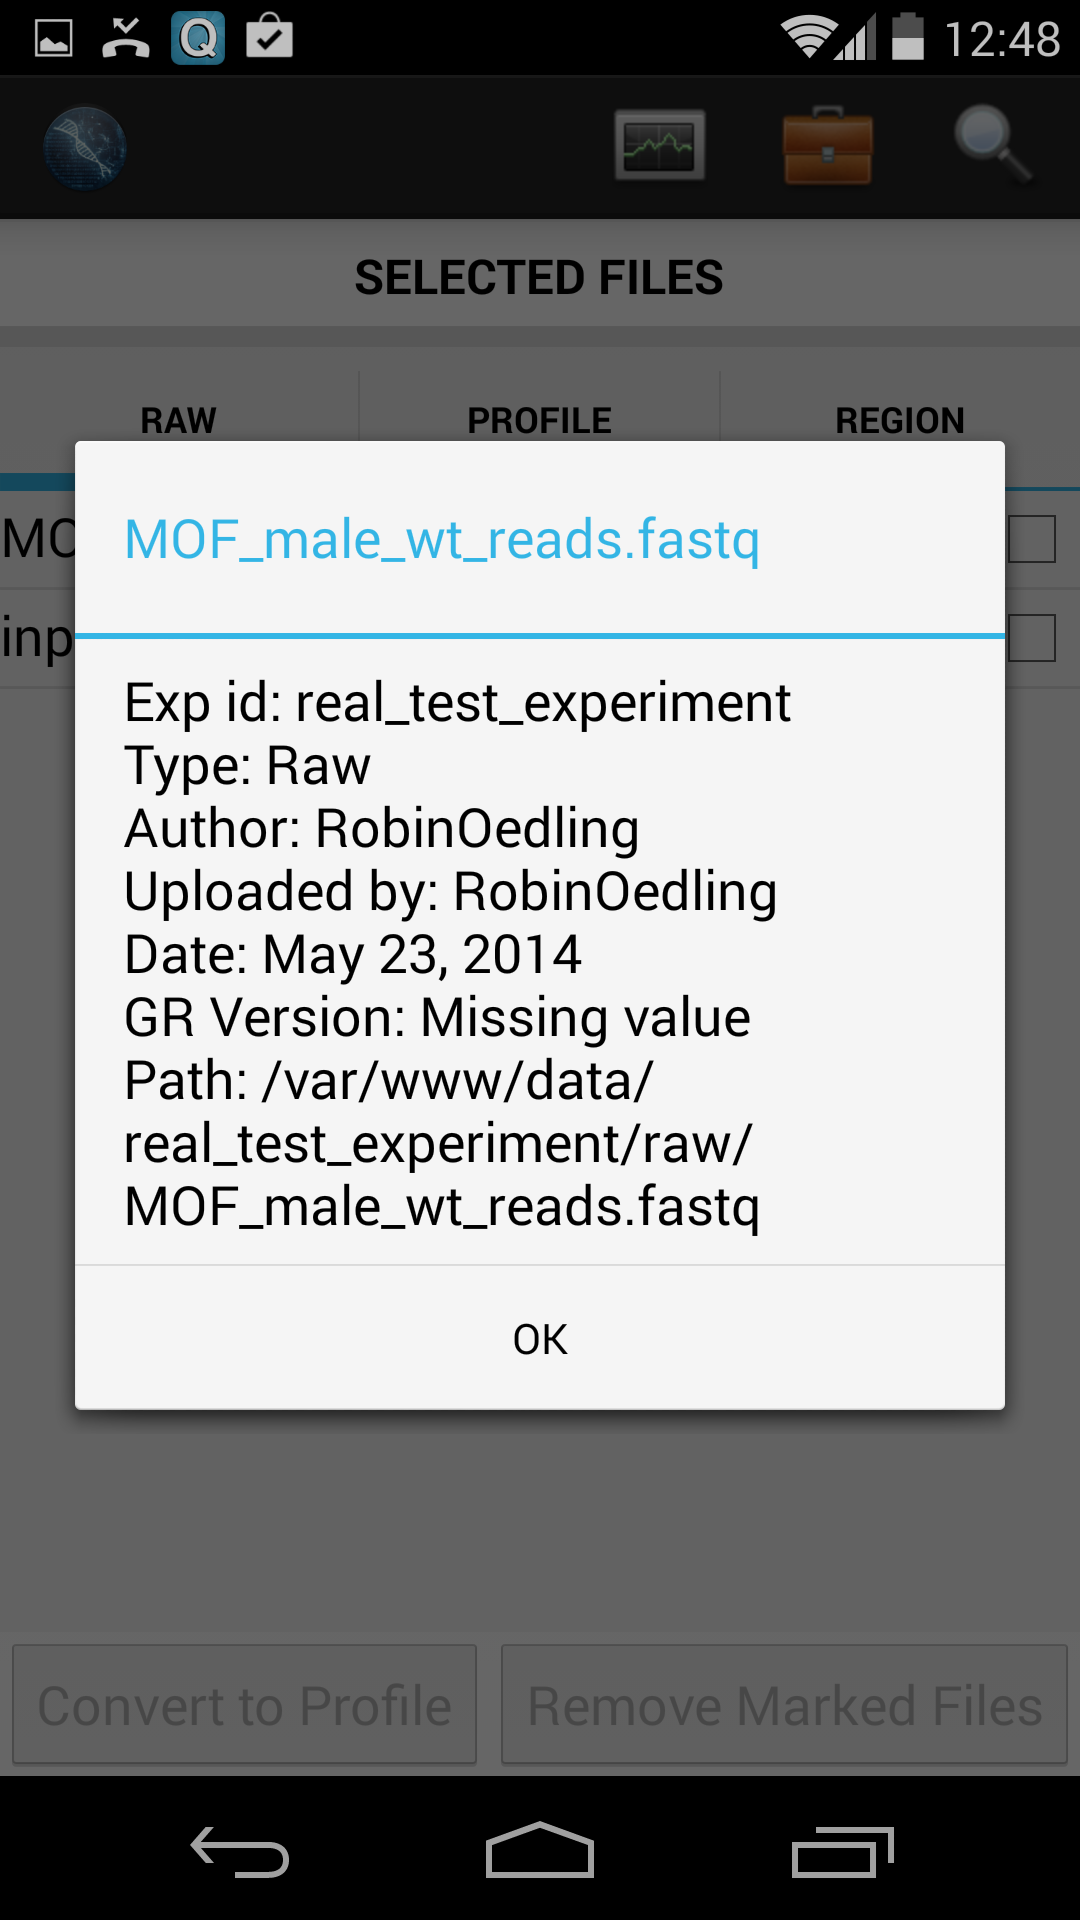 12:48
SELECTED FILES
RAW PROFILE REGION
MO
inp
MOF_male_wt_reads.fastq
Exp id: real_test_experiment
Type: Raw
Author: RobinOedling
Uploaded by: RobinOedling
Date: May 23, 2014
GR Version: Missing value
Path: /var/www/data/
real_test_experiment/raw/
MOF_male_wt_reads.fastq
OK
Convert to Profile Remove Marked Files